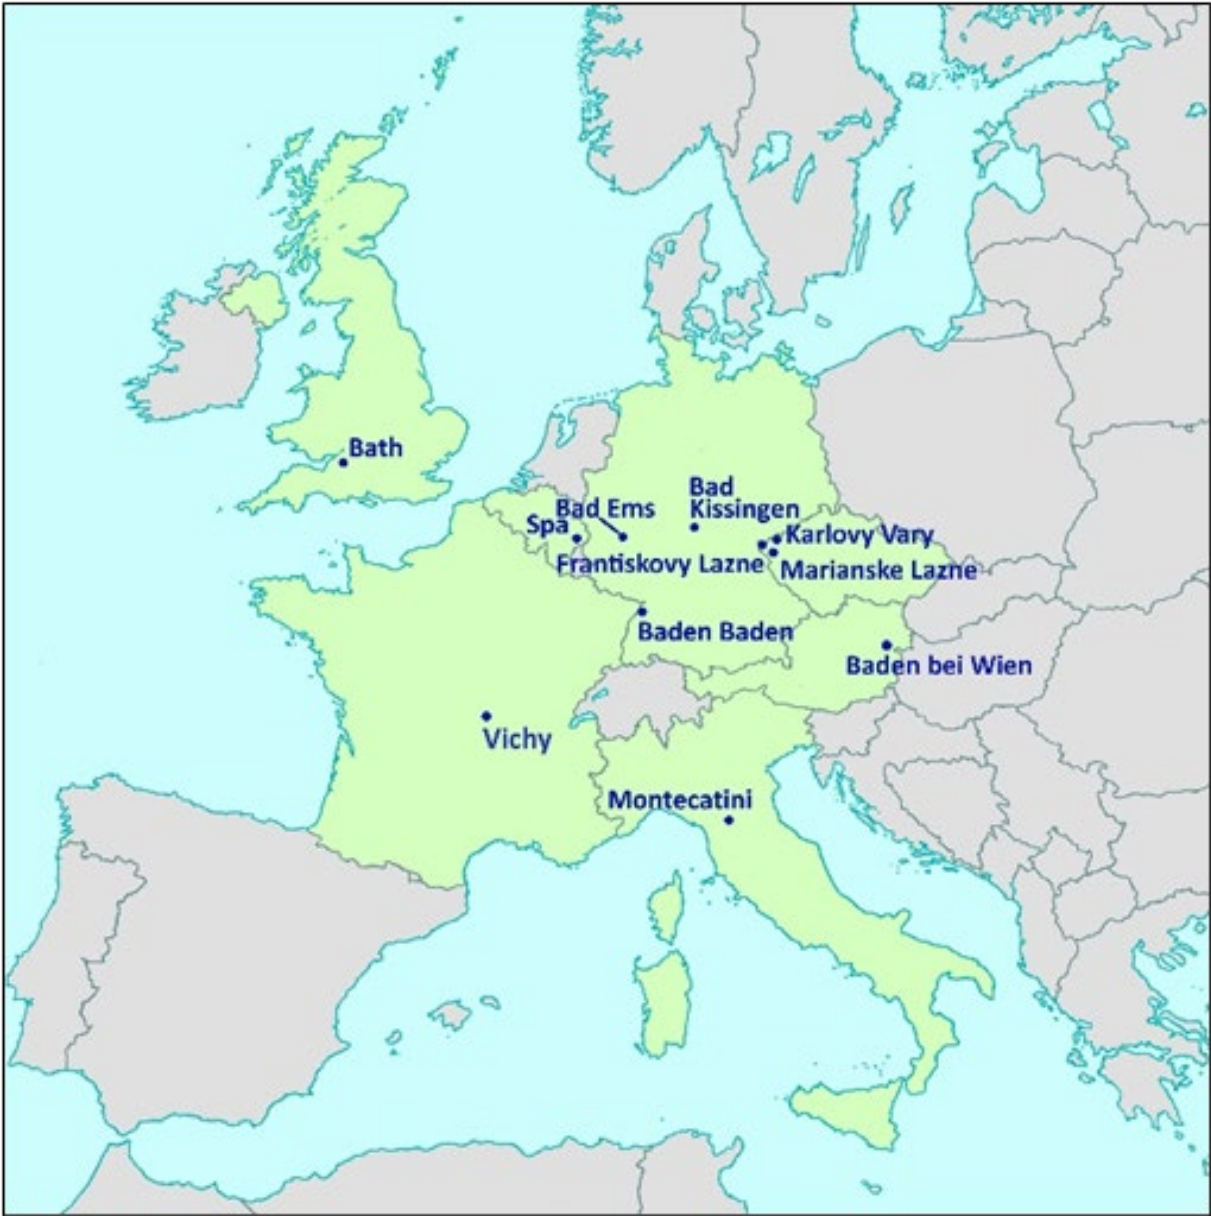 Bath
Bad
Kissingen
Bad Ems
Spa
Karlovy Vary
Frantiskovy Lazne
Marianske Lazne
Baden Baden
Baden bei Wien
Vichy
Montecatini